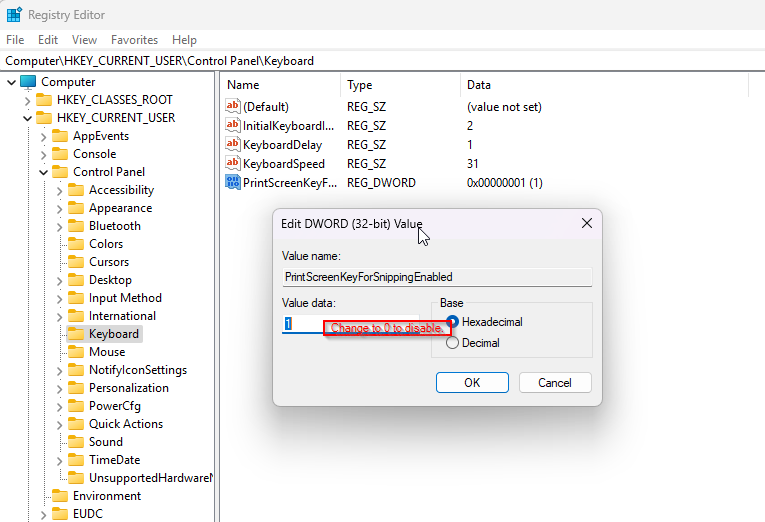 Registry Editor
File Edit View Favorites Help
Computer\HKEY_CURRENT_USER\Control Panel\Keyboard
Computer
HKEY_CLASSES_ROOT
HKEY_CURRENT_USER
AppEvents
Console
Control Panel
Accessibility
Appearance
Bluetooth
Colors
Cursors
Desktop
Input Method
International
Keyboard
Mouse
NotifyIconSettings
Personalization
PowerCfg
Quick Actions
Sound
TimeDate
UnsupportedHardwareN
Environment
EUDC
Name Type Data
(Default) REG_SZ (value not set)
InitialKeyboardI... REG_SZ 2
KeyboardDelay REG_SZ 1
KeyboardSpeed REG_SZ 31
PrintScreenKeyF... REG_DWORD 0x00000001 (1)
Edit DWORD (32-bit) Value
Value name:
PrintScreenKeyForSnippingEnabled
Value data:
1
Change to 0 to disable.
Base
Hexadecimal
Decimal
OK Cancel